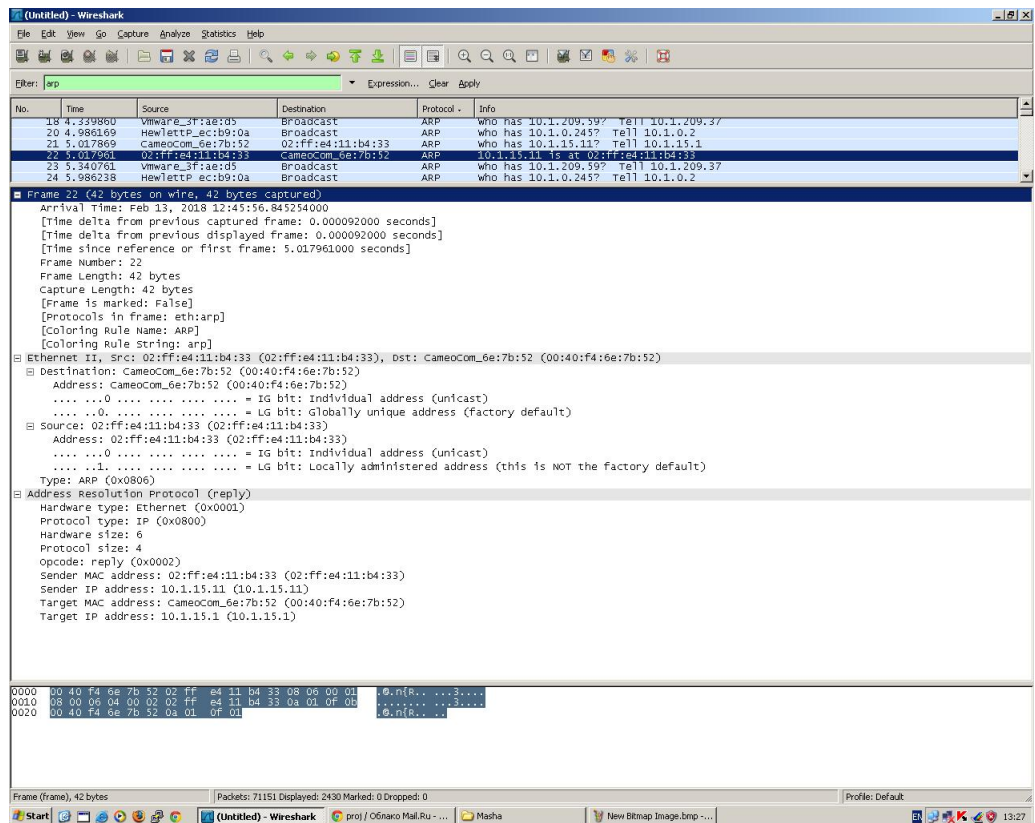 (Untitled) - Wireshark
File Edit View Go Capture Analyze Statistics Help
Filter: arp Expression... Clear Apply
No. Time Source Destination Protocol Info
18 4.339860 Vmware_3f:ae:d5 Broadcast ARP who has 10.1.209.59? Tell 10.1.209.37
20 4.986169 HewlettP_ec:b9:0a Broadcast ARP who has 10.1.0.245? Tell 10.1.0.2
21 5.017869 CameoCom_6e:7b:52 02:ff:e4:11:b4:33 ARP who has 10.1.15.11? Tell 10.1.15.1
22 5.017961 02:ff:e4:11:b4:33 CameoCom_6e:7b:52 ARP 10.1.15.11 is at 02:ff:e4:11:b4:33
23 5.340761 Vmware_3f:ae:d5 Broadcast ARP who has 10.1.209.59? Tell 10.1.209.37
24 5.986238 HewlettP_ec:b9:0a Broadcast ARP who has 10.1.0.245? Tell 10.1.0.2
Frame 22 (42 bytes on wire, 42 bytes captured)
Arrival Time: Feb 13, 2018 12:45:56.845254000
[Time delta from previous captured frame: 0.000092000 seconds]
[Time delta from previous displayed frame: 0.000092000 seconds]
[Time since reference or first frame: 5.017961000 seconds]
Frame Number: 22
Frame Length: 42 bytes
Capture Length: 42 bytes
[Frame is marked: False]
[Protocols in frame: eth:arp]
[Coloring Rule Name: ARP]
[Coloring Rule String: arp]
Ethernet II, Src: 02:ff:e4:11:b4:33 (02:ff:e4:11:b4:33), Dst: CameoCom_6e:7b:52 (00:40:f4:6e:7b:52)
Destination: CameoCom_6e:7b:52 (00:40:f4:6e:7b:52)
Address: CameoCom_6e:7b:52 (00:40:f4:6e:7b:52)
.... ...0 .... .... .... .... = IG bit: Individual address (unicast)
.... ..0. .... .... .... .... = LG bit: Globally unique address (factory default)
Source: 02:ff:e4:11:b4:33 (02:ff:e4:11:b4:33)
Address: 02:ff:e4:11:b4:33 (02:ff:e4:11:b4:33)
.... ...0 .... .... .... .... = IG bit: Individual address (unicast)
.... ..1. .... .... .... .... = LG bit: Locally administered address (this is NOT the factory default)
Type: ARP (0x0806)
Address Resolution Protocol (reply)
Hardware type: Ethernet (0x0001)
Protocol type: IP (0x0800)
Hardware size: 6
Protocol size: 4
Opcode: reply (0x0002)
Sender MAC address: 02:ff:e4:11:b4:33 (02:ff:e4:11:b4:33)
Sender IP address: 10.1.15.11 (10.1.15.11)
Target MAC address: CameoCom_6e:7b:52 (00:40:f4:6e:7b:52)
Target IP address: 10.1.15.1 (10.1.15.1)
0000 00 40 f4 6e 7b 52 02 ff e4 11 b4 33 08 06 00 01 .@.n{R.. ...3....
0010 08 00 06 04 00 02 02 ff e4 11 b4 33 0a 01 0f 0b ........ ...3....
0020 00 40 f4 6e 7b 52 0a 01 0f 01 .@.n{R.. ..
Frame (frame), 42 bytes Packets: 71151 Displayed: 2430 Marked: 0 Dropped: 0 Profile: Default
Start (Untitled) - Wireshark proj / Облако Mail.Ru - ... Masha New Bitmap Image.bmp -... EN 13:27